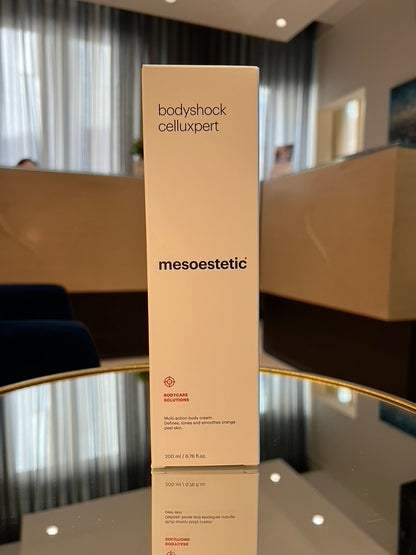 bodyshock
celluxpert
mesoestetic®
BODYCARE
SOLUTIONS
Multi-action body cream.
Defines, tones and smoothes orange
peel skin.
200 ml / 6.76 fl.oz.